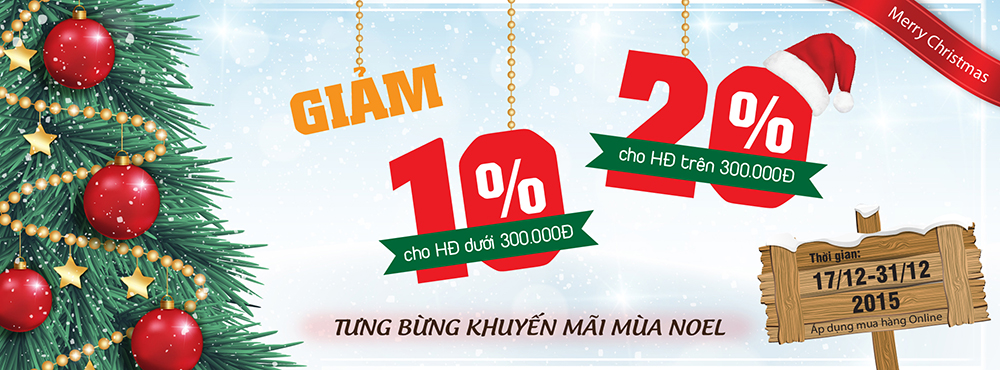 Merry Christmas
GIẢM
10%
cho HĐ dưới 300.000Đ
20%
cho HĐ trên 300.000Đ
TƯNG BỪNG KHUYẾN MÃI MÙA NOEL
Thời gian:
17/12-31/12
2015
Áp dụng mua hàng Online